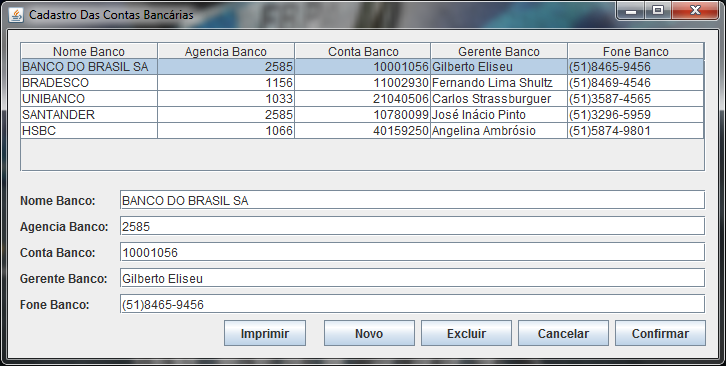 Cadastro Das Contas Bancárias
Nome Banco Agencia Banco Conta Banco Gerente Banco Fone Banco
BANCO DO BRASIL SA 2585 10001056 Gilberto Eliseu (51)8465-9456
BRADESCO 1156 11002930 Fernando Lima Shultz (51)8469-4546
UNIBANCO 1033 21040506 Carlos Strassburguer (51)3587-4565
SANTANDER 2585 10780099 José Inácio Pinto (51)3296-5959
HSBC 1066 40159250 Angelina Ambrósio (51)5874-9801
Nome Banco: BANCO DO BRASIL SA
Agencia Banco: 2585
Conta Banco: 10001056
Gerente Banco: Gilberto Eliseu
Fone Banco: (51)8465-9456
Imprimir Novo Excluir Cancelar Confirmar